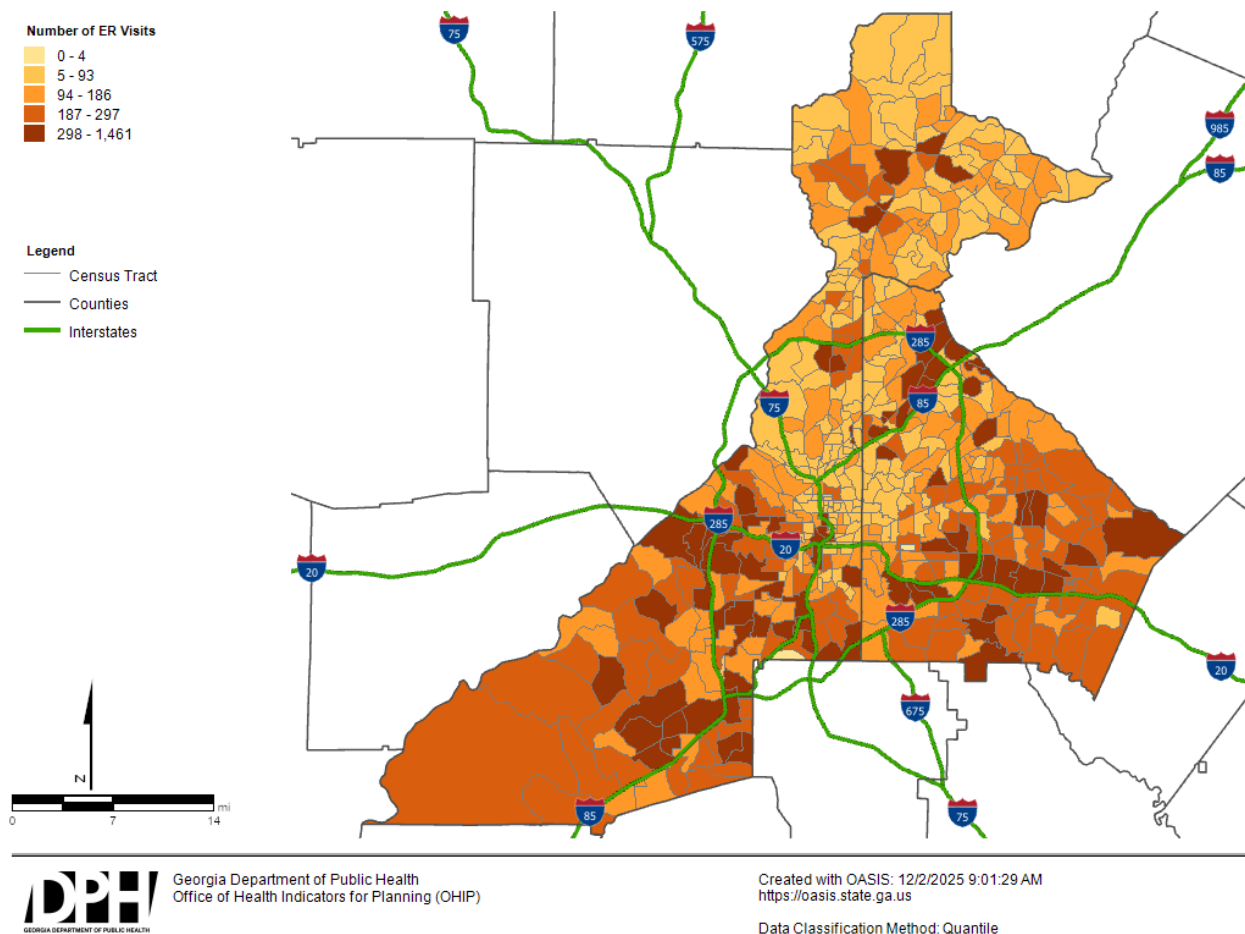 Number of ER Visits
0 - 4
5 - 93
94 - 186
187 - 297
298 - 1,461
Legend
Census Tract
Counties
Interstates
75
575
985
85
285
85
75
285
20
20
285
20
675
85
75
N
0 7 14 mi
DPH
GEORGIA DEPARTMENT OF PUBLIC HEALTH
Georgia Department of Public Health
Office of Health Indicators for Planning (OHIP)
Created with OASIS: 12/2/2025 9:01:29 AM
https://oasis.state.ga.us
Data Classification Method: Quantile